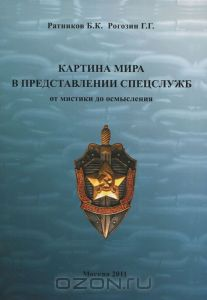 Ратников Б.К. Рогозин Г.Г.
КАРТИНА МИРА
В ПРЕДСТАВЛЕНИИ СПЕЦСЛУЖБ
от мистики до осмысления
Москва 2011
OZON.ru